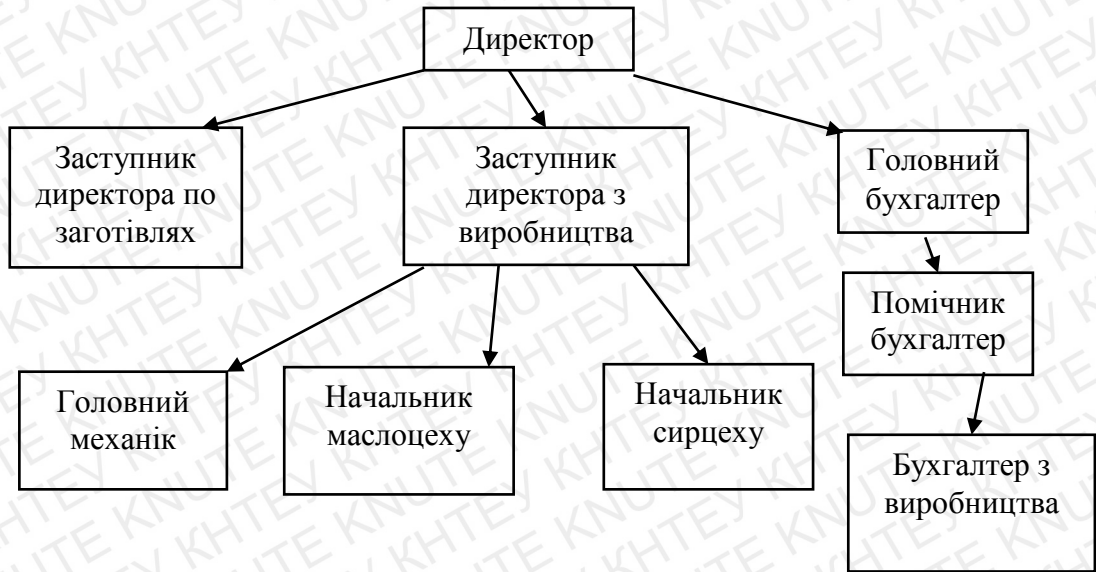 Директор
Заступник
директора по
заготівлях
Заступник
директора з
виробництва
Головний
бухгалтер
Помічник
бухгалтер
Головний
механік
Начальник
маслоцеху
Начальник
сирцеху
Бухгалтер з
виробництва